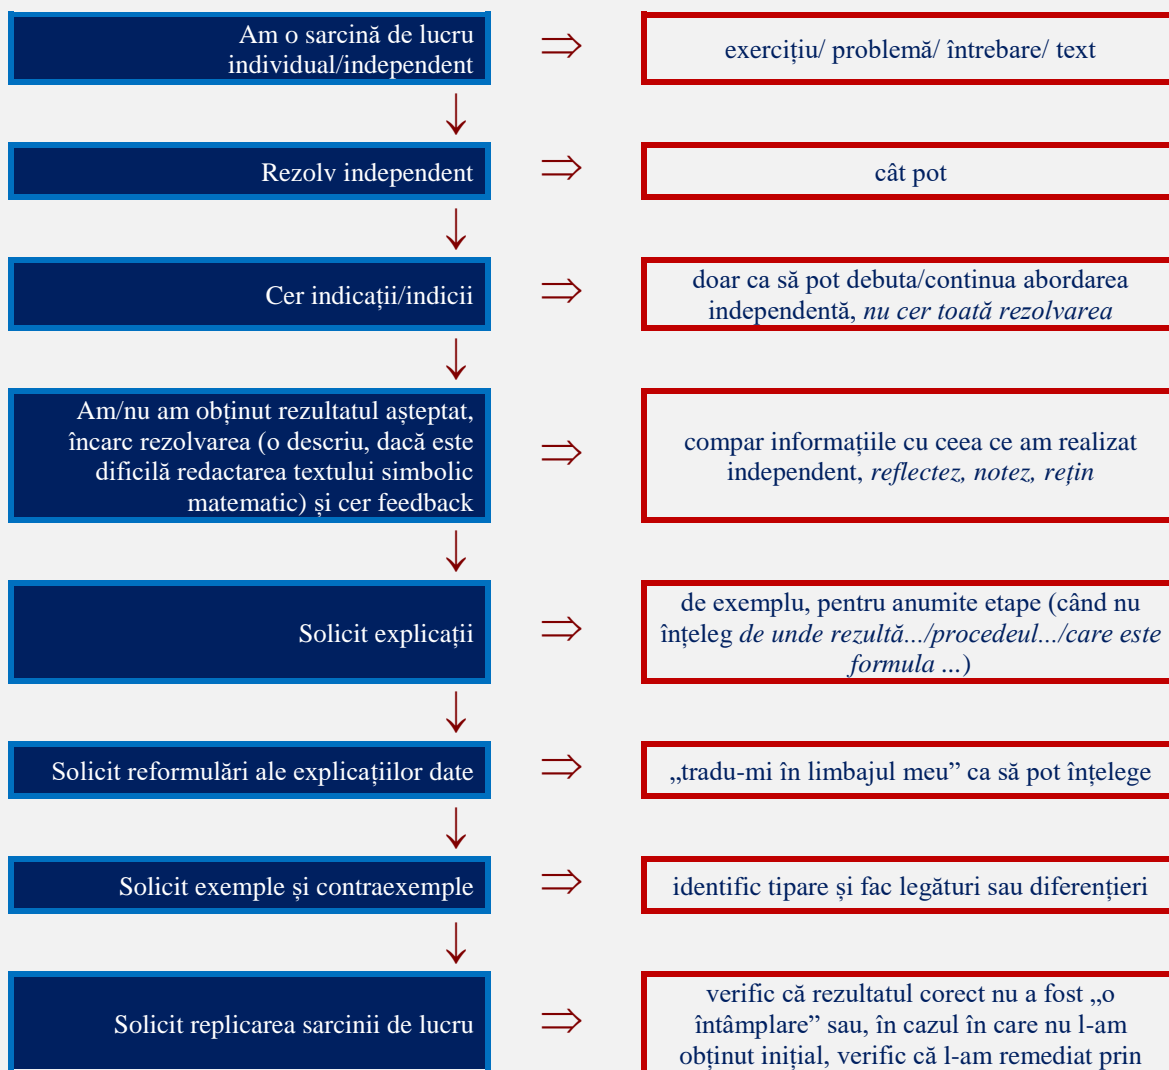 Am o sarcină de lucru
individual/independent
⇒
exercițiu/ problemă/ întrebare/ text
↓
Rezolv independent
⇒
cât pot
↓
Cer indicații/indicii
⇒
doar ca să pot debuta/continua abordarea
independentă, nu cer toată rezolvarea
↓
Am/nu am obținut rezultatul așteptat,
încarc rezolvarea (o descriu, dacă este
dificilă redactarea textului simbolic
matematic) și cer feedback
⇒
compar informațiile cu ceea ce am realizat
independent, reflectez, notez, rețin
↓
Solicit explicații
⇒
de exemplu, pentru anumite etape (când nu
înțeleg de unde rezultă.../procedeul.../care este
formula ...)
↓
Solicit reformulări ale explicațiilor date
⇒
„tradu-mi în limbajul meu” ca să pot înțelege
↓
Solicit exemple și contraexemple
⇒
identific tipare și fac legături sau diferențieri
↓
Solicit replicarea sarcinii de lucru
⇒
verific că rezultatul corect nu a fost „o
întâmplare” sau, în cazul în care nu l-am
obținut inițial, verific că l-am remediat prin